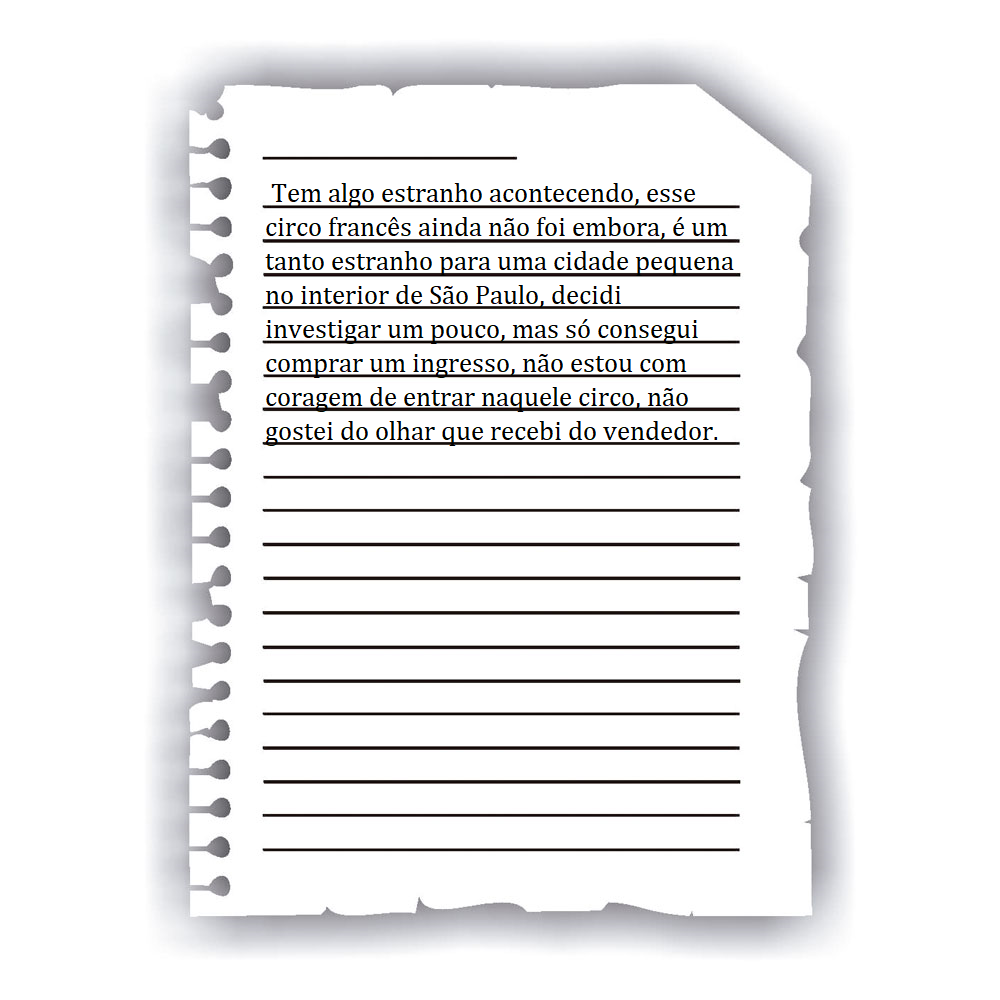 Tem algo estranho acontecendo, esse
circo francês ainda não foi embora, é um
tanto estranho para uma cidade pequena
no interior de São Paulo, decidi
investigar um pouco, mas só consegui
comprar um ingresso, não estou com
coragem de entrar naquele circo, não
gostei do olhar que recebi do vendedor.